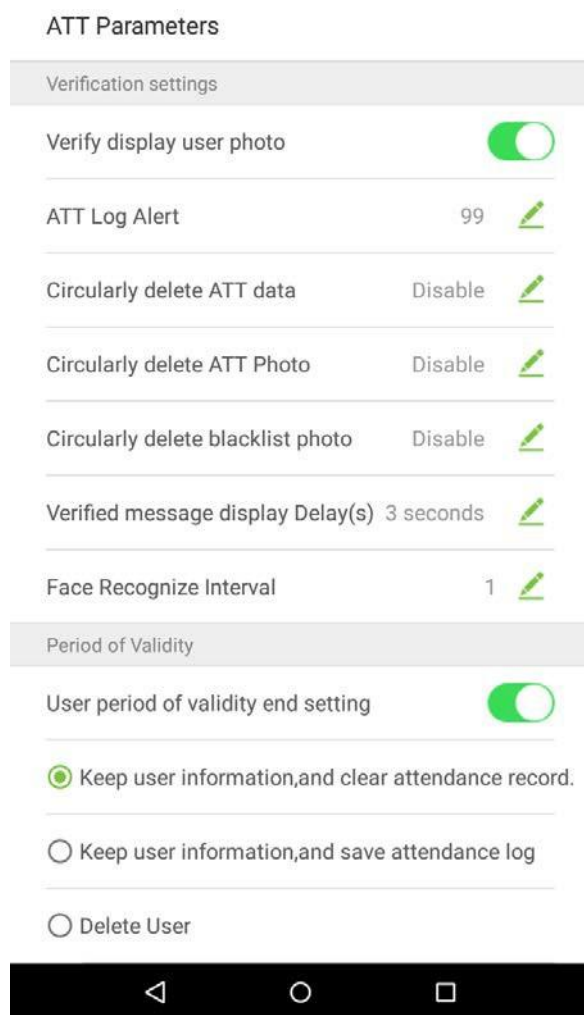 ATT Parameters
Verification settings
Verify display user photo
ATT Log Alert 99
Circularly delete ATT data Disable
Circularly delete ATT Photo Disable
Circularly delete blacklist photo Disable
Verified message display Delay(s) 3 seconds
Face Recognize Interval 1
Period of Validity
User period of validity end setting
Keep user information,and clear attendance record.
Keep user information,and save attendance log
Delete User